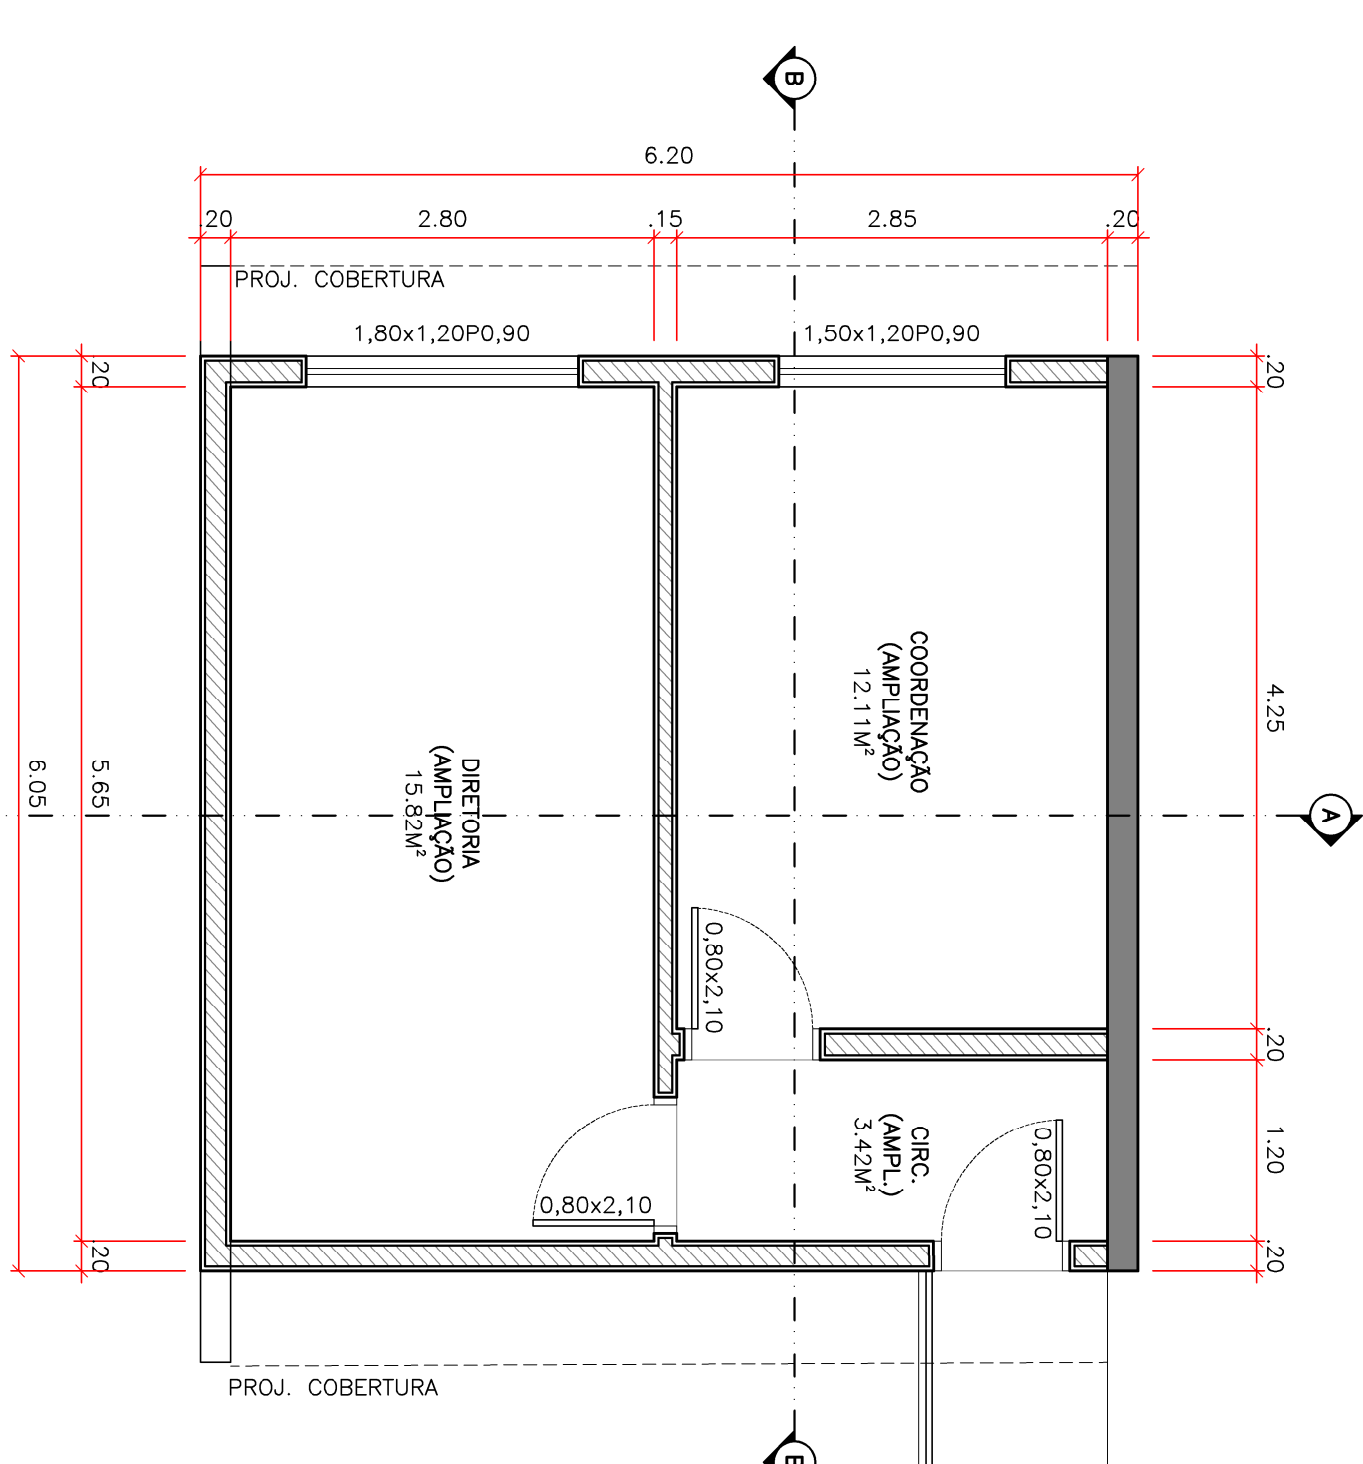 B
6.20
.20
2.80
.15
2.85
.20
PROJ. COBERTURA
1,80x1,20P0,90
1,50x1,20P0,90
.20
5.65
.20
6.05
.20
4.25
.20
1.20
.20
COORDENAÇÃO
(AMPLIAÇÃO)
12.11M²
DIRETORIA
(AMPLIAÇÃO)
15.82M²
A
0,80x2,10
CIRC.
(AMPL.)
3.42M²
0,80x2,10
0,80x2,10
PROJ. COBERTURA